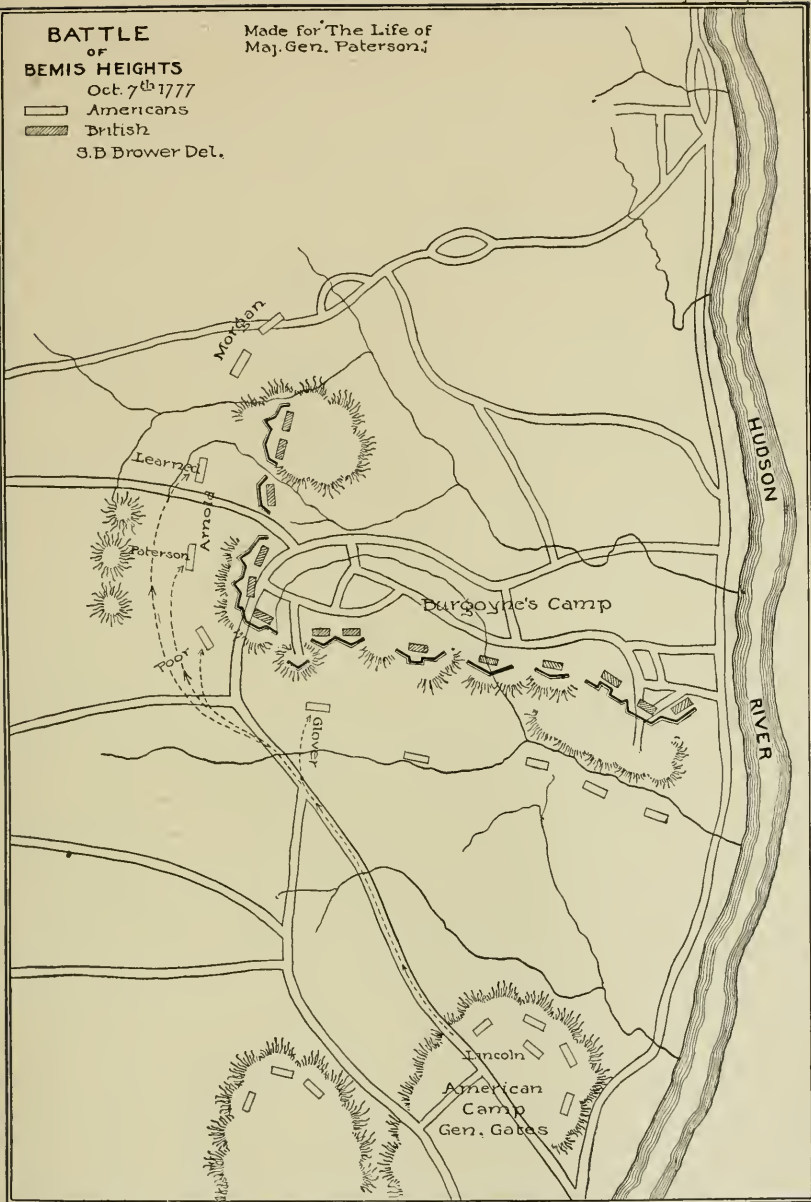 BATTLE
OF
BEMIS HEIGHTS
Oct. 7th 1777
Americans
British
S.B Brower Del.
Made for "The Life of
Maj. Gen. Paterson;
Morgan
Learned
Arnold
Paterson
Poor
Glover
Burgoyne's Camp
HUDSON
RIVER
Lincoln
American
Camp
Gen. Gates